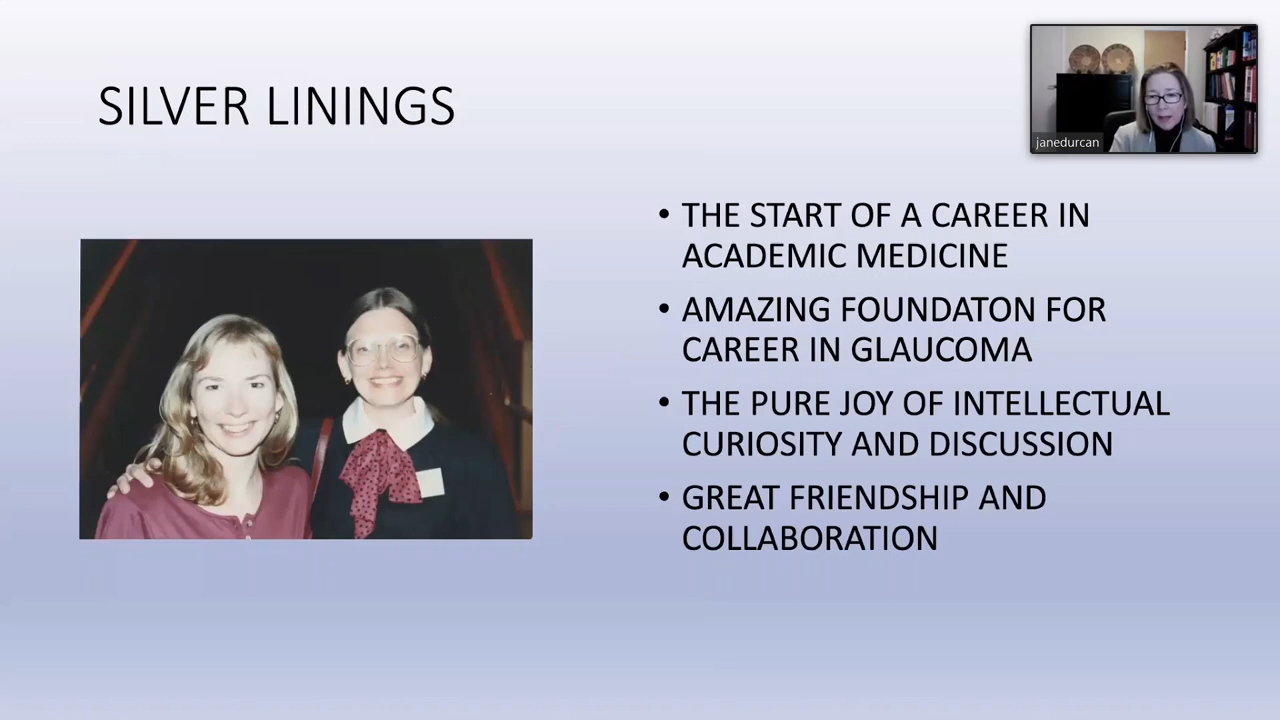 SILVER LININGS
janedurcan
• THE START OF A CAREER IN
ACADEMIC MEDICINE
• AMAZING FOUNDATON FOR
CAREER IN GLAUCOMA
• THE PURE JOY OF INTELLECTUAL
CURIOSITY AND DISCUSSION
• GREAT FRIENDSHIP AND
COLLABORATION